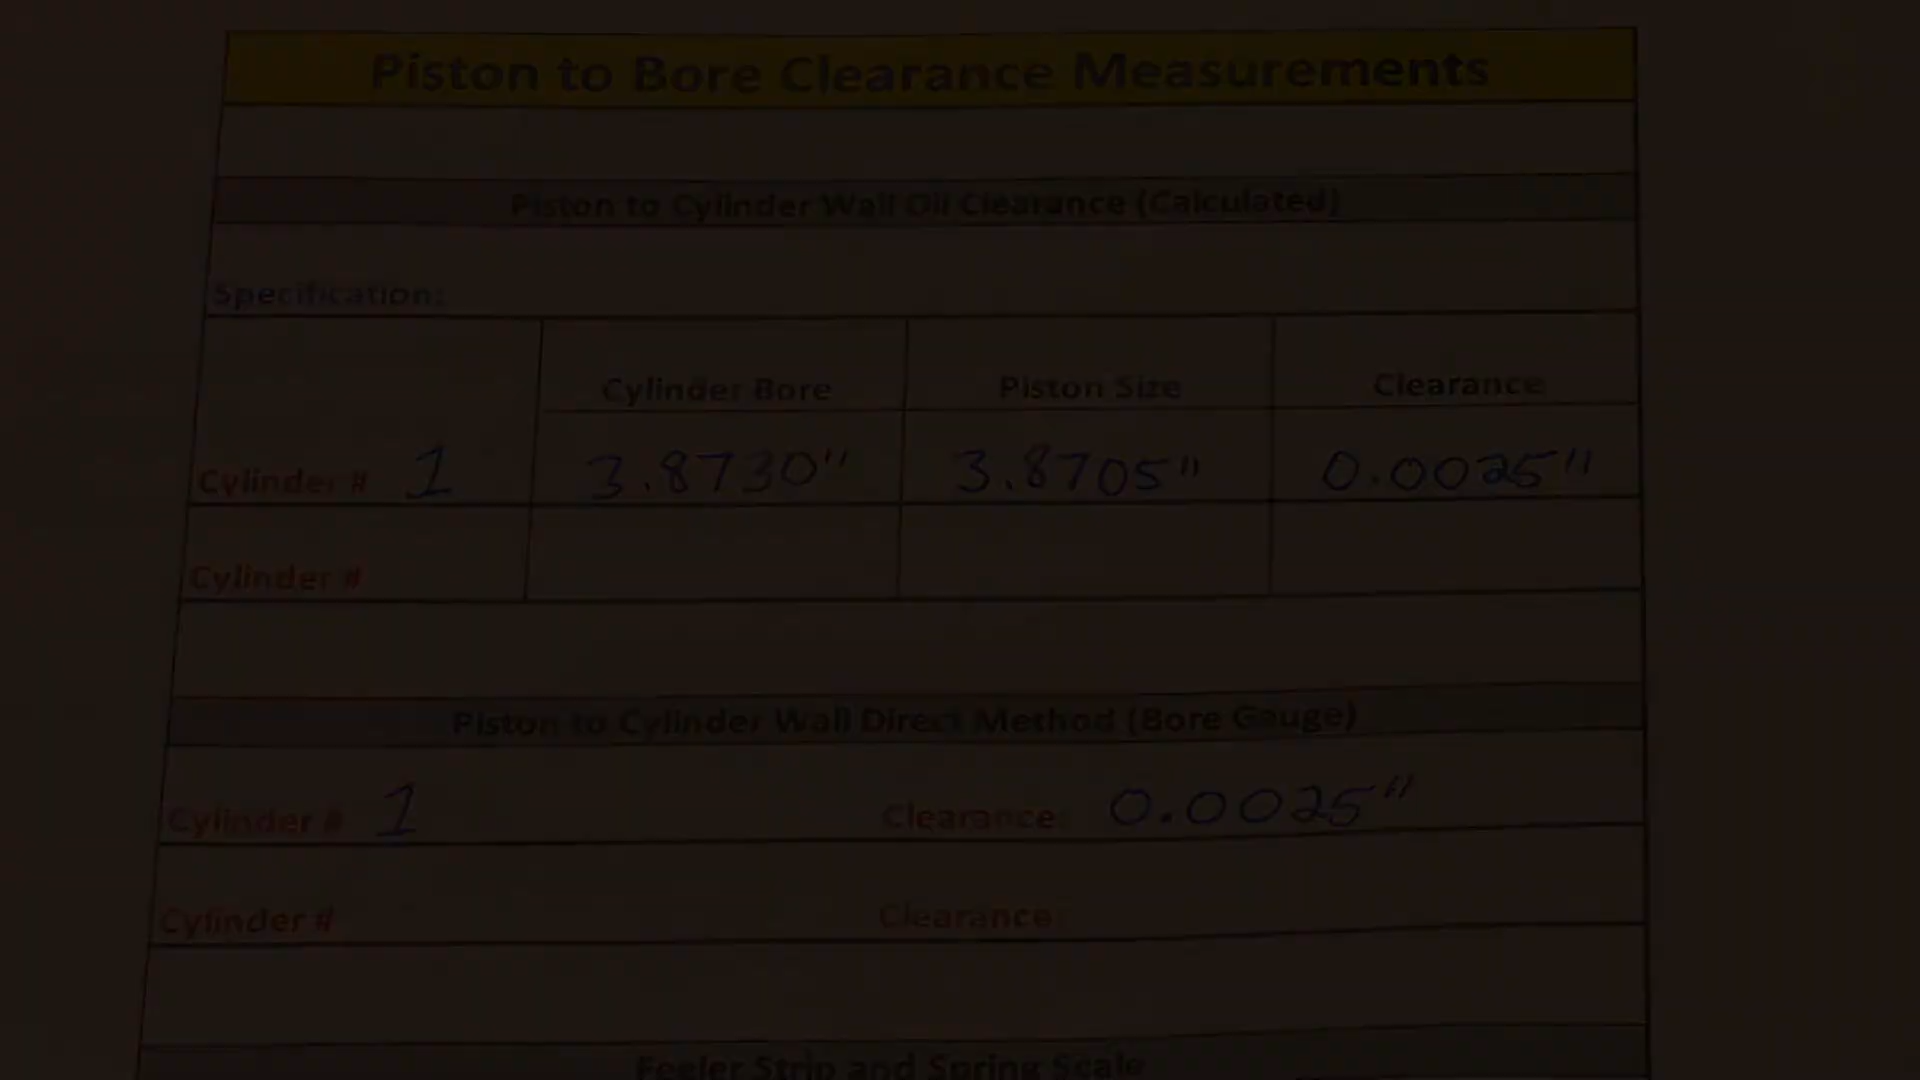 Piston to Bore Clearance Measurements
Piston to Cylinder Wall Oil Clearance (Calculated)
Specification:
Cylinder Bore Piston Size Clearance
Cylinder # 1 3.8730" 3.8705" 0.0025"
Cylinder #
Piston to Cylinder Wall Direct Method (Bore Gauge)
Cylinder # 1 Clearance: 0.0025"
Cylinder # Clearance:
Feeler Strip and Spring Scale